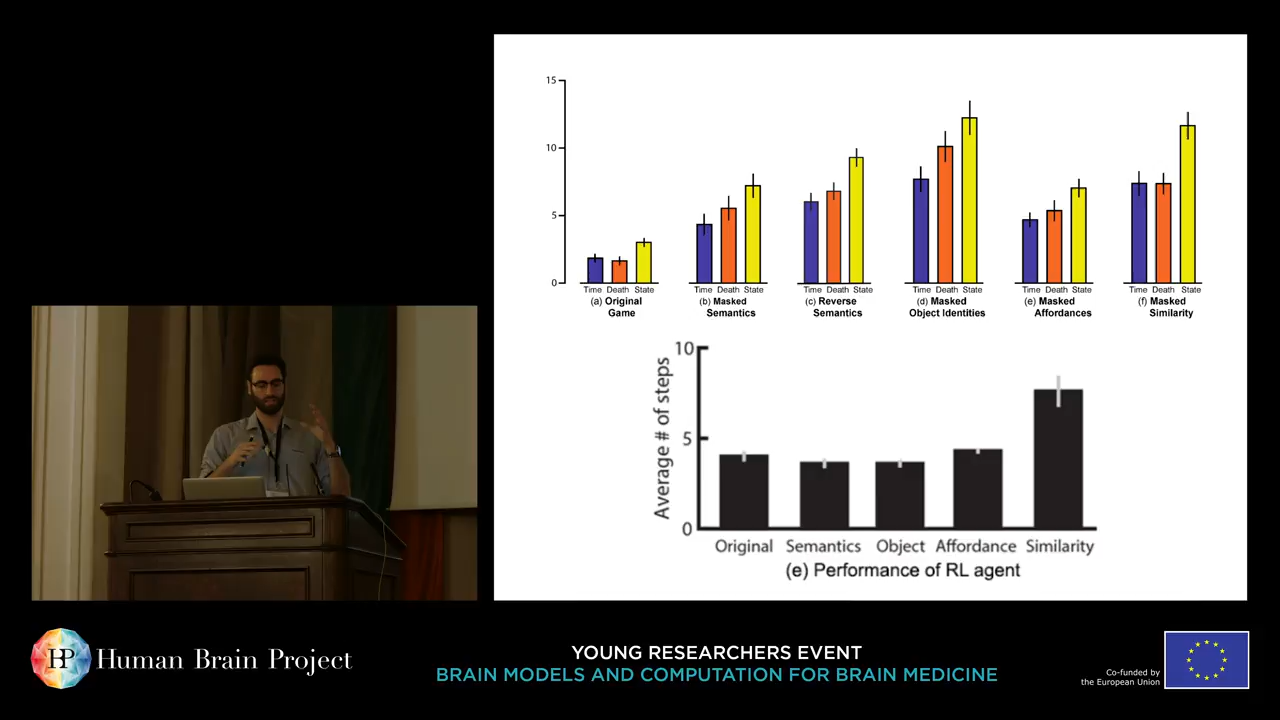 15
10
5
0
Time Death State
(a) Original
Game
Time Death State
(b) Masked
Semantics
Time Death State
(c) Reverse
Semantics
Time Death State
(d) Masked
Object Identities
Time Death State
(e) Masked
Affordances
Time Death State
(f) Masked
Similarity
Average # of steps
10
5
0
Original Semantics Object Affordance Similarity
(e) Performance of RL agent
HP Human Brain Project
YOUNG RESEARCHERS EVENT
BRAIN MODELS AND COMPUTATION FOR BRAIN MEDICINE
Co-funded by
the European Union